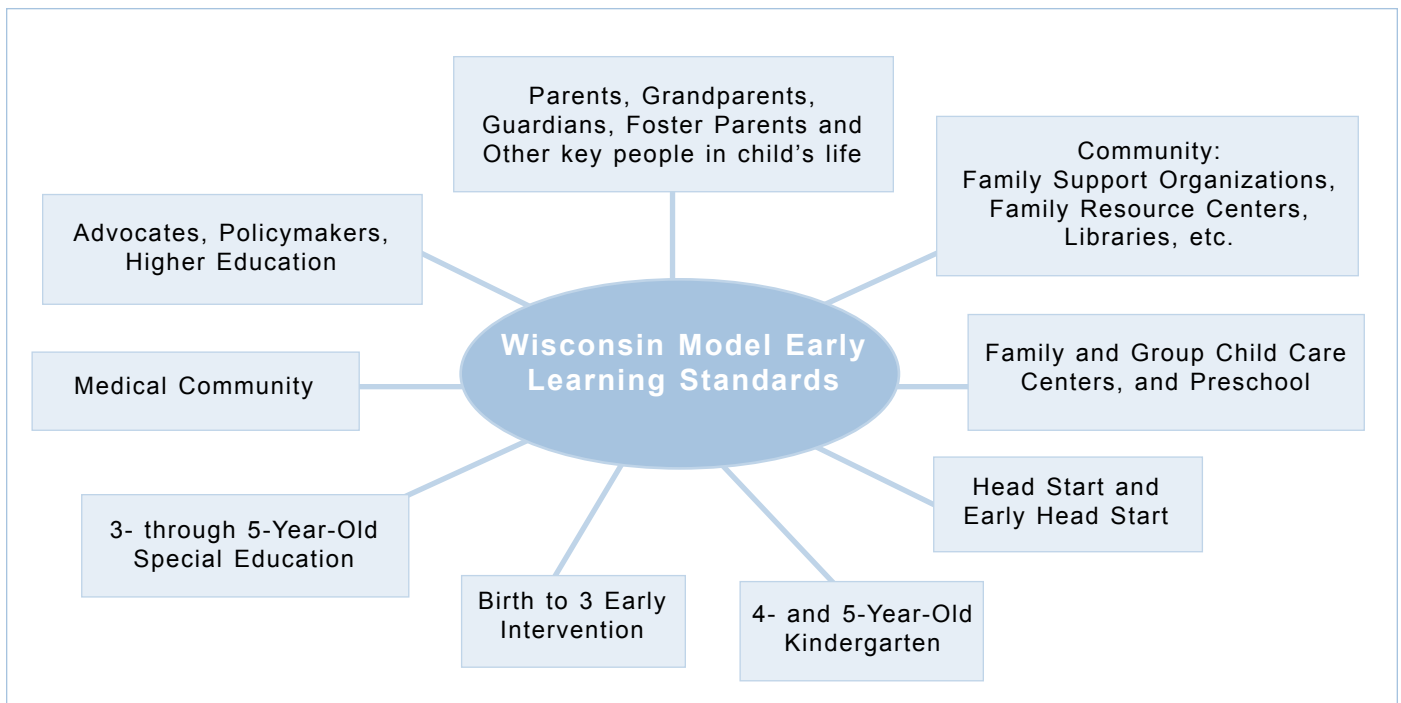 Parents, Grandparents,
Guardians, Foster Parents and
Other key people in child’s life
Community:
Family Support Organizations,
Family Resource Centers,
Libraries, etc.
Advocates, Policymakers,
Higher Education
Wisconsin Model Early
Learning Standards
Family and Group Child Care
Centers, and Preschool
Medical Community
Head Start and
Early Head Start
3- through 5-Year-Old
Special Education
Birth to 3 Early
Intervention
4- and 5-Year-Old
Kindergarten